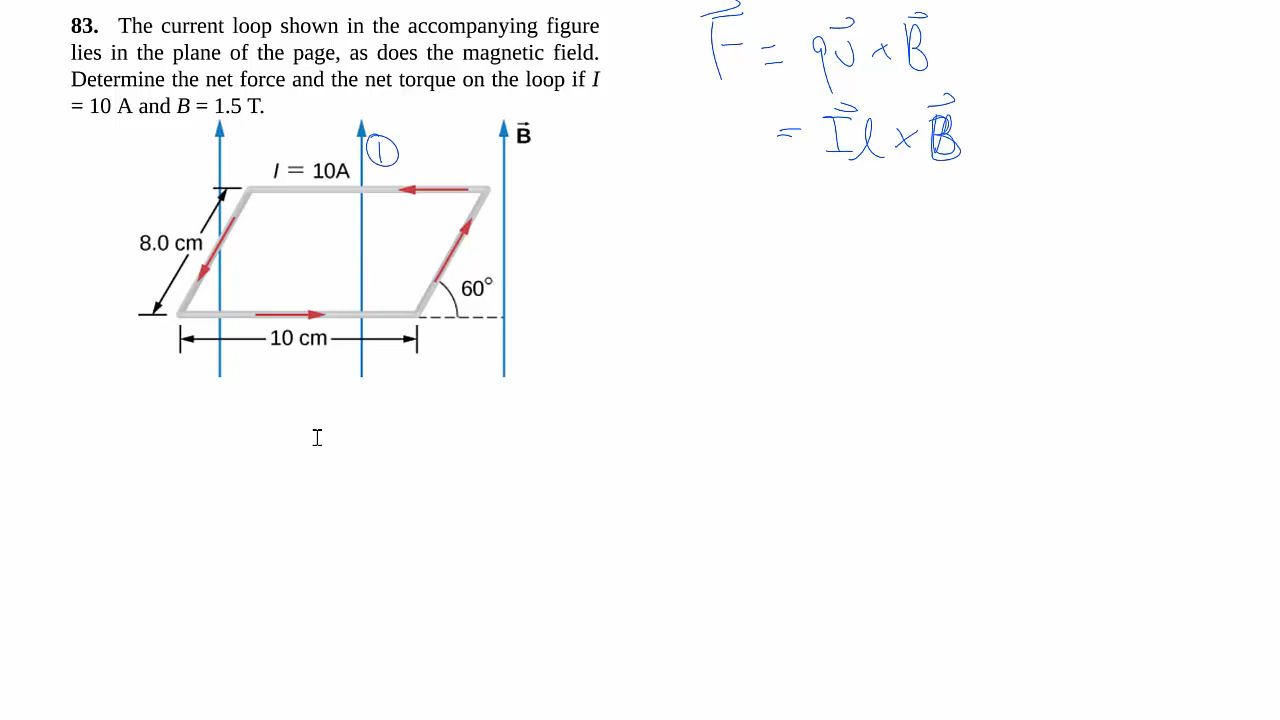 83. The current loop shown in the accompanying figure
lies in the plane of the page, as does the magnetic field.
Determine the net force and the net torque on the loop if I
= 10 A and B = 1.5 T.
B⃗
①
I = 10A
8.0 cm
60°
10 cm
F⃗ = qv⃗ × B⃗
= I⃗l × B⃗